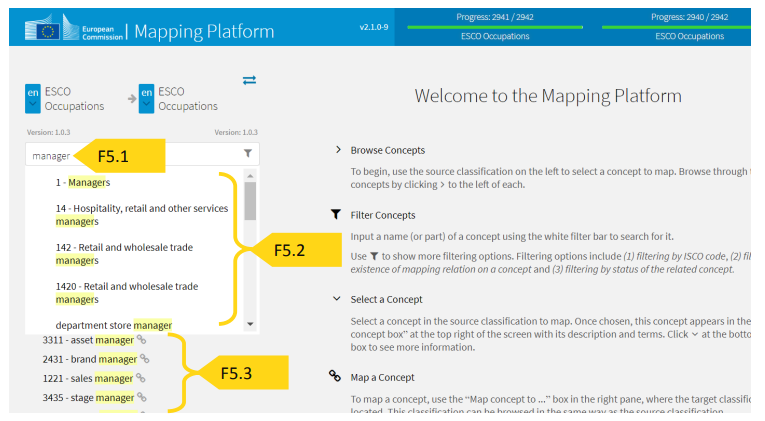 European
Commission
Mapping Platform
v2.1.0-9
Progress: 2941 / 2942
ESCO Occupations
Progress: 2940 / 2942
ESCO Occupations
en ESCO
Occupations
en ESCO
Occupations
Version: 1.0.3
Version: 1.0.3
manager
F5.1
1 - Managers
14 - Hospitality, retail and other services
managers
142 - Retail and wholesale trade
managers
1420 - Retail and wholesale trade
managers
department store manager
F5.2
3311 - asset manager
2431 - brand manager
1221 - sales manager
3435 - stage manager
F5.3
Welcome to the Mapping Platform
Browse Concepts
To begin, use the source classification on the left to select a concept to map. Browse through
concepts by clicking > to the left of each.
Filter Concepts
Input a name (or part) of a concept using the white filter bar to search for it.
Use to show more filtering options. Filtering options include (1) filtering by ISCO code, (2) fil
existence of mapping relation on a concept and (3) filtering by status of the related concept.
Select a Concept
Select a concept in the source classification to map. Once chosen, this concept appears in the
concept box" at the top right of the screen with its description and terms. Click at the botto
box to see more information.
Map a Concept
To map a concept, use the "Map concept to ..." box in the right pane, where the target classific
located. This classification can be browsed in the same way as the source classification.